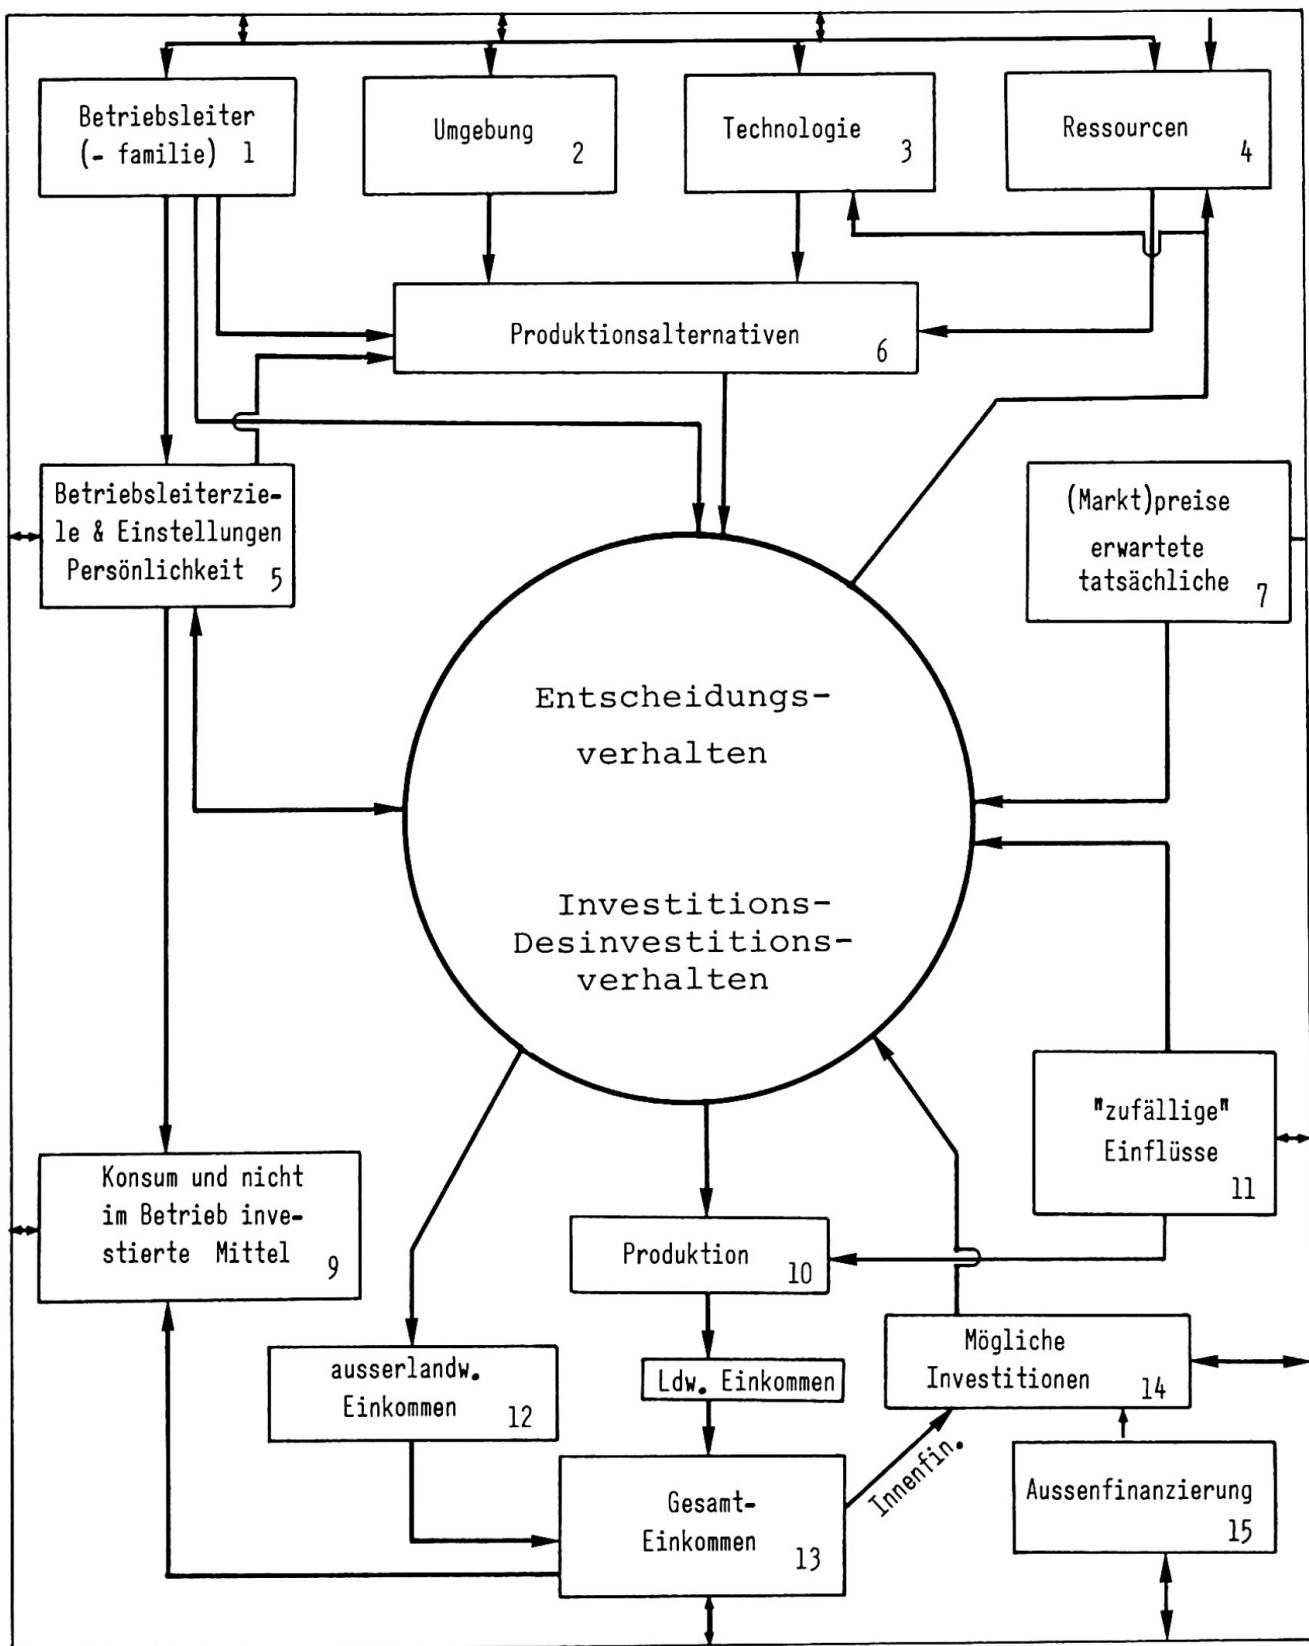 Betriebsleiter
(- familie) 1
Umgebung
2
Technologie
3
Ressourcen
4
Produktionsalternativen
6
Betriebsleiterzie-
le & Einstellungen
Persönlichkeit 5
(Markt)preise
erwartete
tatsächliche 7
Entscheidungs-
verhalten
Investitions-
Desinvestitions-
verhalten
"zufällige"
Einflüsse
11
Konsum und nicht
im Betrieb inve-
stierte Mittel
9
Produktion
10
Mögliche
Investitionen
14
ausserlandw.
Einkommen 12
Ldw. Einkommen
Innenfin.
Gesamt-
Einkommen
13
Aussenfinanzierung
15